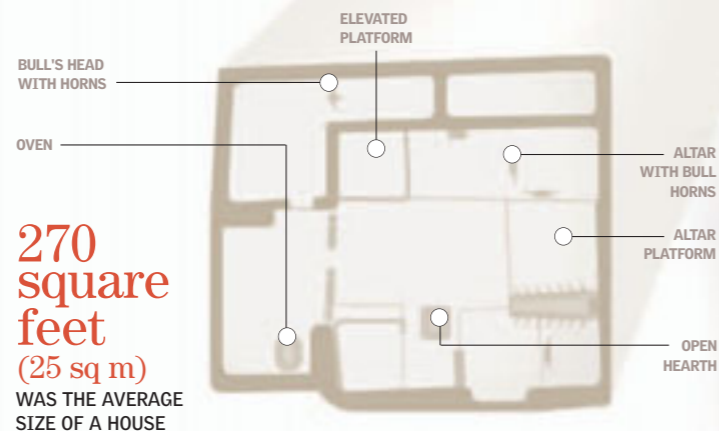 ELEVATED
PLATFORM
BULL'S HEAD
WITH HORNS
OVEN
ALTAR
WITH BULL
HORNS
ALTAR
PLATFORM
OPEN
HEARTH
270
square
feet
(25 sq m)
WAS THE AVERAGE
SIZE OF A HOUSE